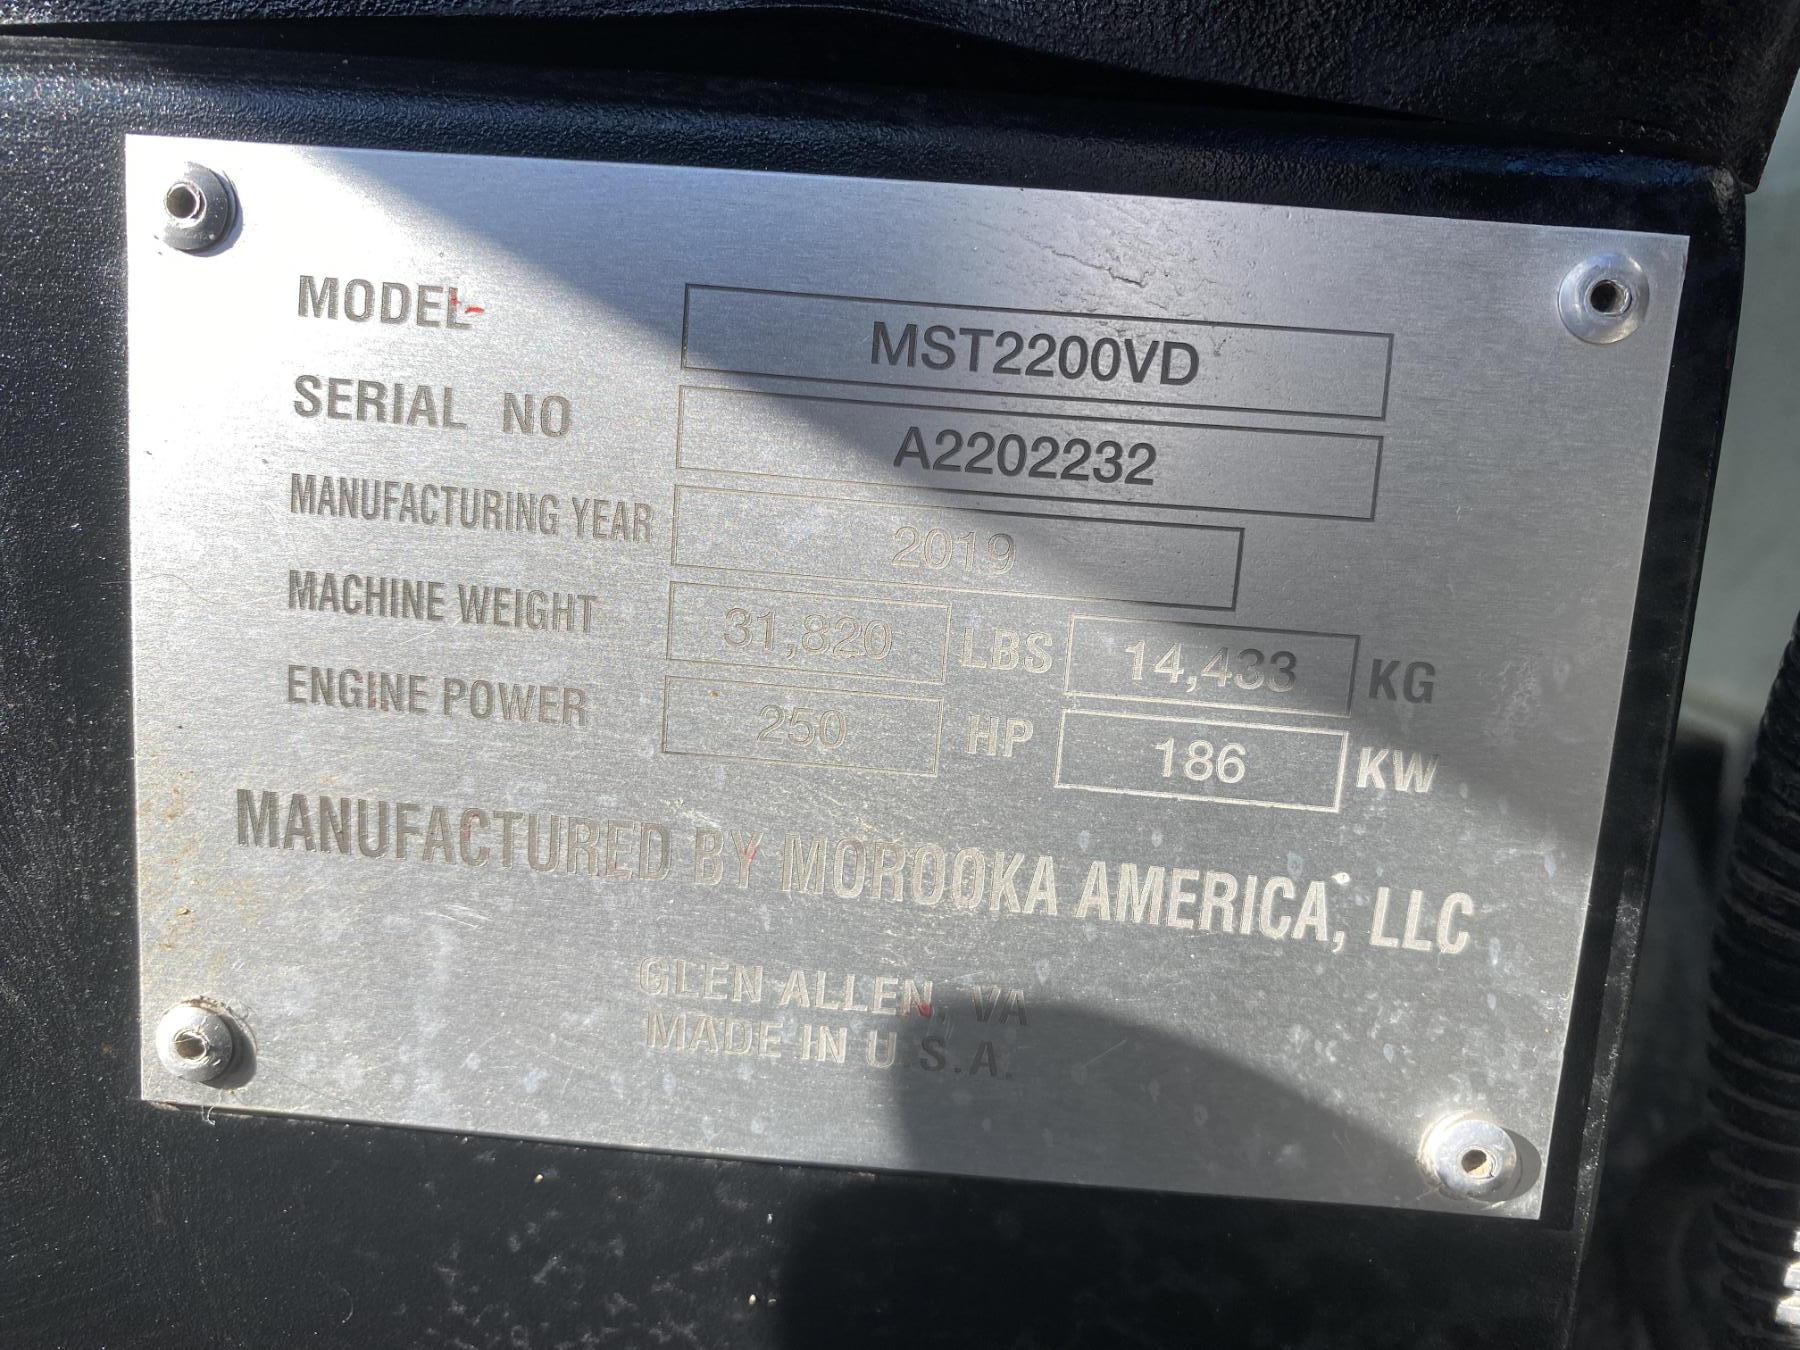 MODEL MST2200VD
SERIAL NO A2202232
MANUFACTURING YEAR 2019
MACHINE WEIGHT 31,820 LBS 14,433 KG
ENGINE POWER 250 HP 186 KW
MANUFACTURED BY MOROOKA AMERICA, LLC
GLEN ALLEN, VA
MADE IN U.S.A.